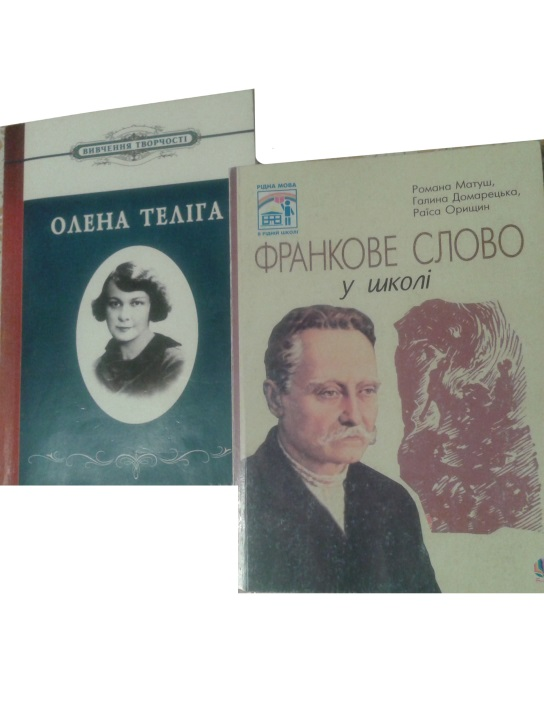 ВИВЧЕННЯ ТВОРЧОСТІ
ОЛЕНА ТЕЛІГА
РІДНА МОВА
В РІДНІЙ ШКОЛІ
Романа Матуш,
Галина Домарецька,
Раїса Орищин
ФРАНКОВЕ СЛОВО
у школі